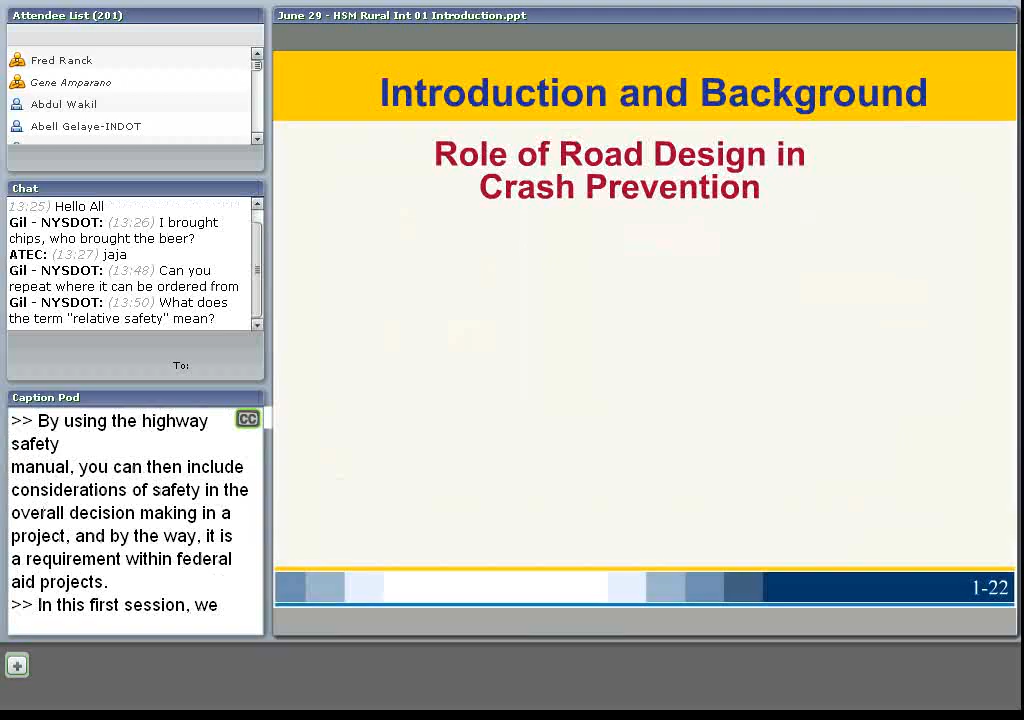 Attendee List (201)
Fred Ranck
Gene Amparano
Abdul Wakil
Abell Gelaye-INDOT
Chat
13:25) Hello All
Gil - NYSDOT: (13:26) I brought
chips, who brought the beer?
ATEC: (13:27) jaja
Gil - NYSDOT: (13:48) Can you
repeat where it can be ordered from
Gil - NYSDOT: (13:50) What does
the term "relative safety" mean?
To:
Caption Pod
>> By using the highway
safety
manual, you can then include
considerations of safety in the
overall decision making in a
project, and by the way, it is
a requirement within federal
aid projects.
>> In this first session, we
CC
June 29 - HSM Rural Int 01 Introduction.ppt
Introduction and Background
Role of Road Design in
Crash Prevention
1-22